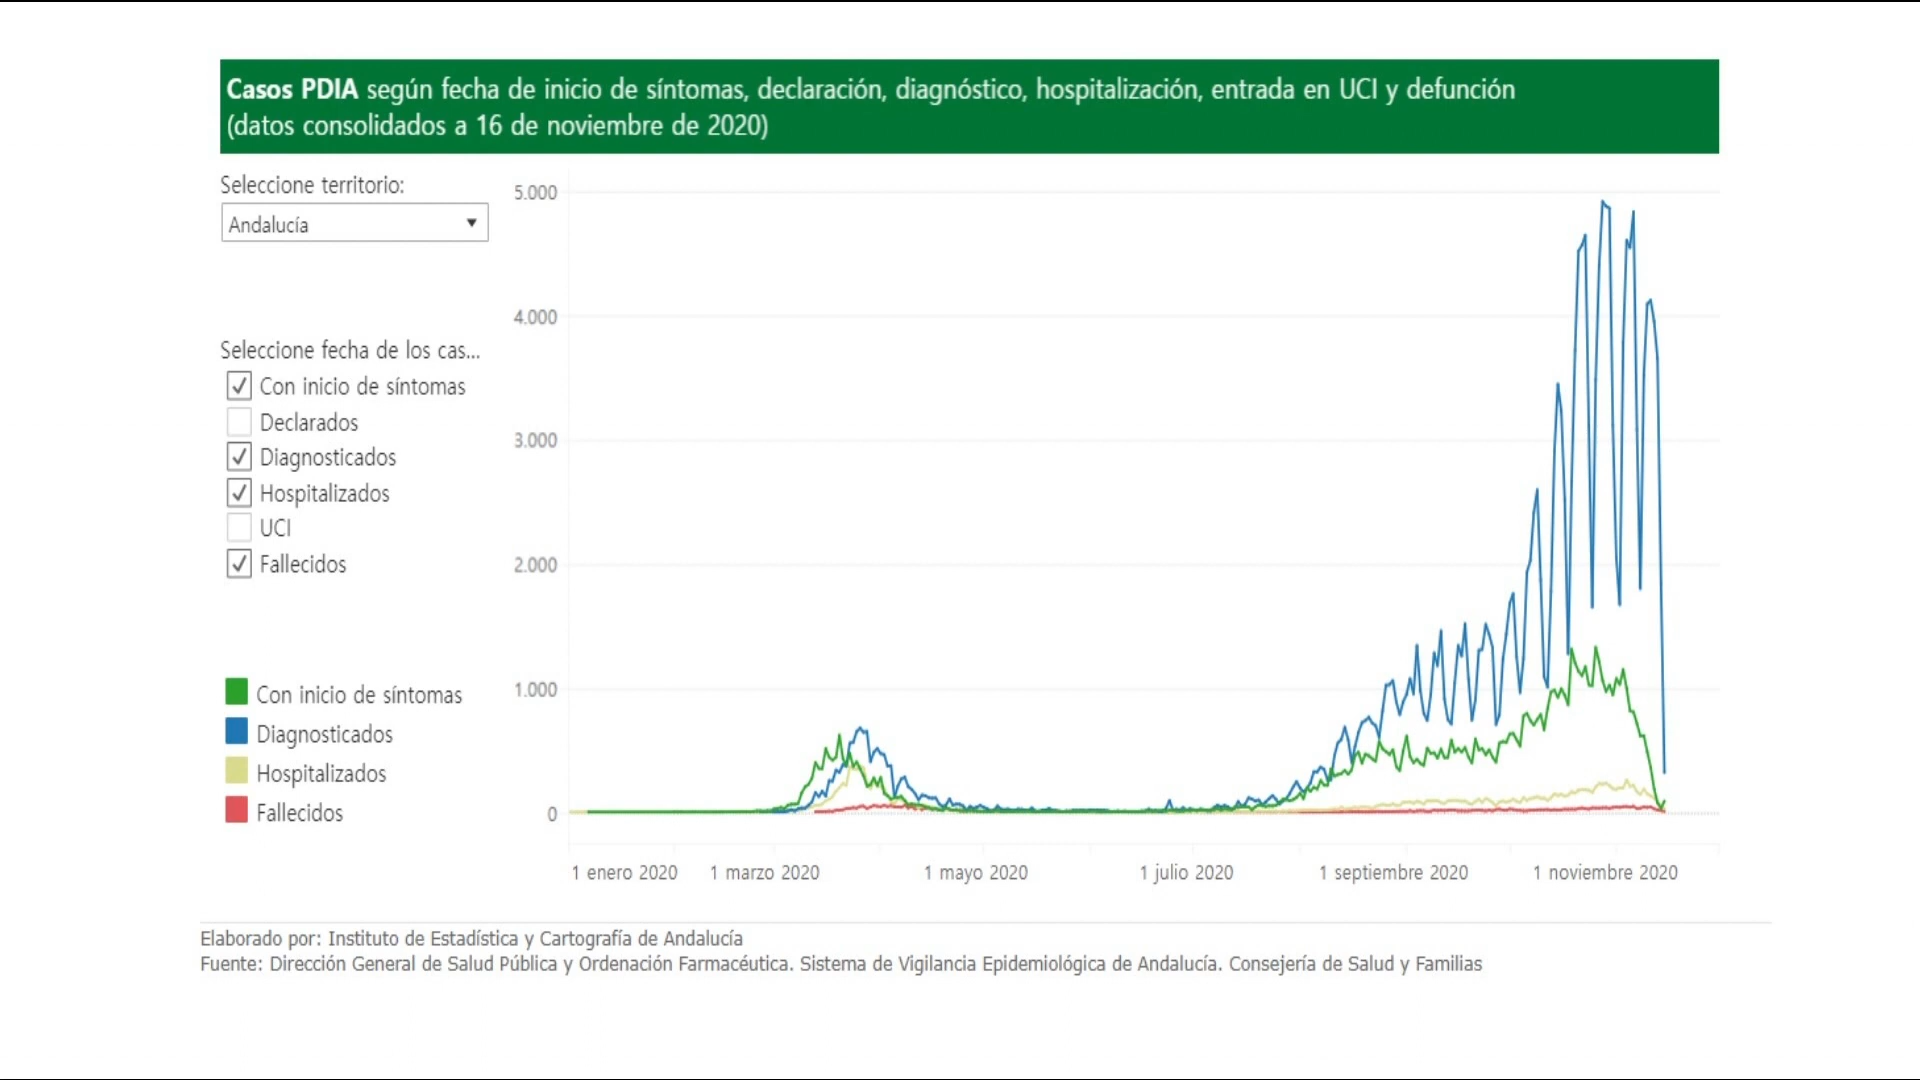 Casos PDIA según fecha de inicio de síntomas, declaración, diagnóstico, hospitalización, entrada en UCI y defunción
(datos consolidados a 16 de noviembre de 2020)
Seleccione territorio:
Andalucía
Seleccione fecha de los cas...
Con inicio de síntomas
Declarados
Diagnosticados
Hospitalizados
UCI
Fallecidos
Con inicio de síntomas
Diagnosticados
Hospitalizados
Fallecidos
5.000
4.000
3.000
2.000
1.000
0
1 enero 2020 1 marzo 2020 1 mayo 2020 1 julio 2020 1 septiembre 2020 1 noviembre 2020
Elaborado por: Instituto de Estadística y Cartografía de Andalucía
Fuente: Dirección General de Salud Pública y Ordenación Farmacéutica. Sistema de Vigilancia Epidemiológica de Andalucía. Consejería de Salud y Familias